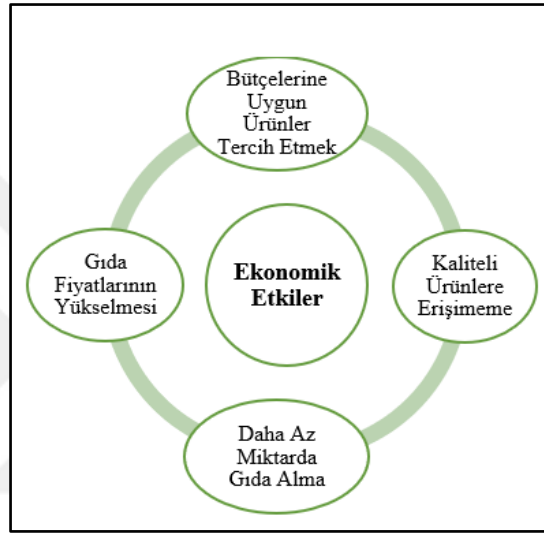 Bütçelerine
Uygun
Ürünler
Tercih Etmek
Gıda
Fiyatlarının
Yükselmesi
Ekonomik
Etkiler
Kaliteli
Ürünlere
Erişimeme
Daha Az
Miktarda
Gıda Alma